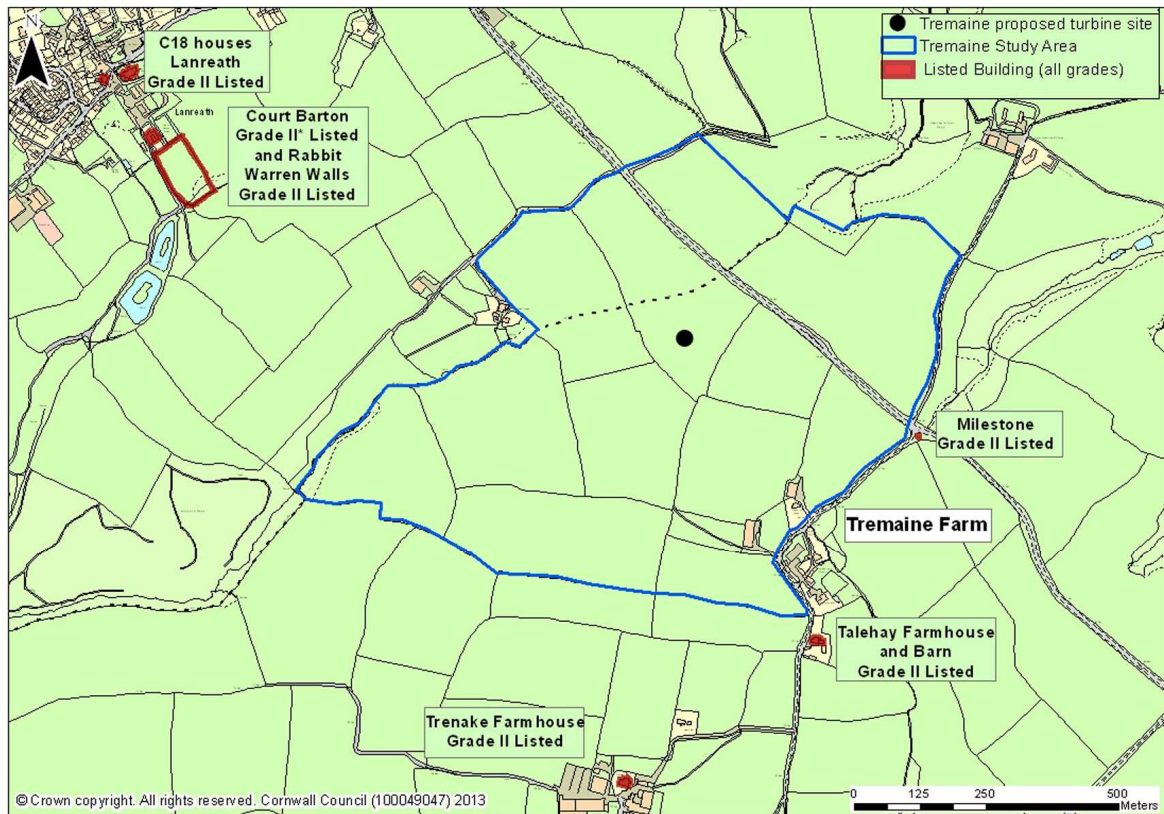 N
C18 houses
Lanreath
Grade II Listed
Tremaine proposed turbine site
Tremaine Study Area
Listed Building (all grades)
Lanreath
Court Barton
Grade II* Listed
and Rabbit
Warren Walls
Grade II Listed
Milestone
Grade II Listed
Tremaine Farm
Talehay Farmhouse
and Barn
Grade II Listed
Trenake Farmhouse
Grade II Listed
© Crown copyright. All rights reserved. Cornwall Council (100049047) 2013
0 125 250 500
Meters